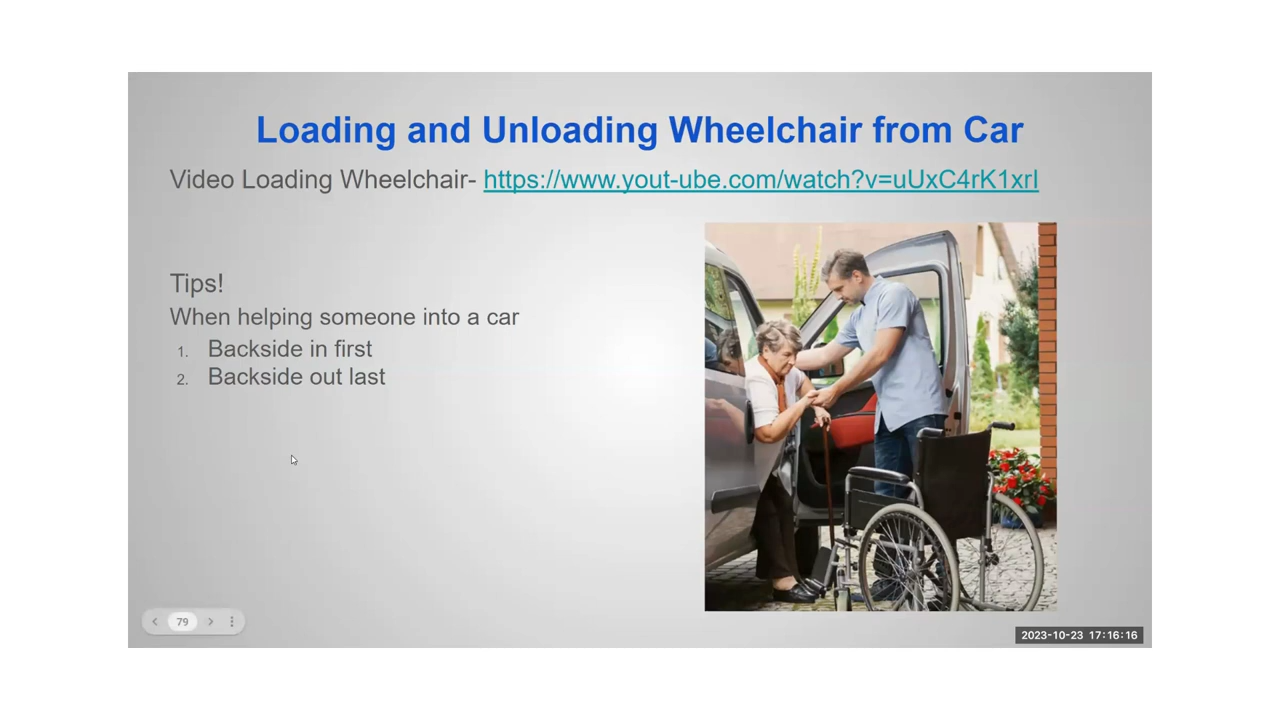 Loading and Unloading Wheelchair from Car
Video Loading Wheelchair- https://www.yout-ube.com/watch?v=uUxC4rK1xrI
Tips!
When helping someone into a car
1. Backside in first
2. Backside out last
79
2023-10-23 17:16:16